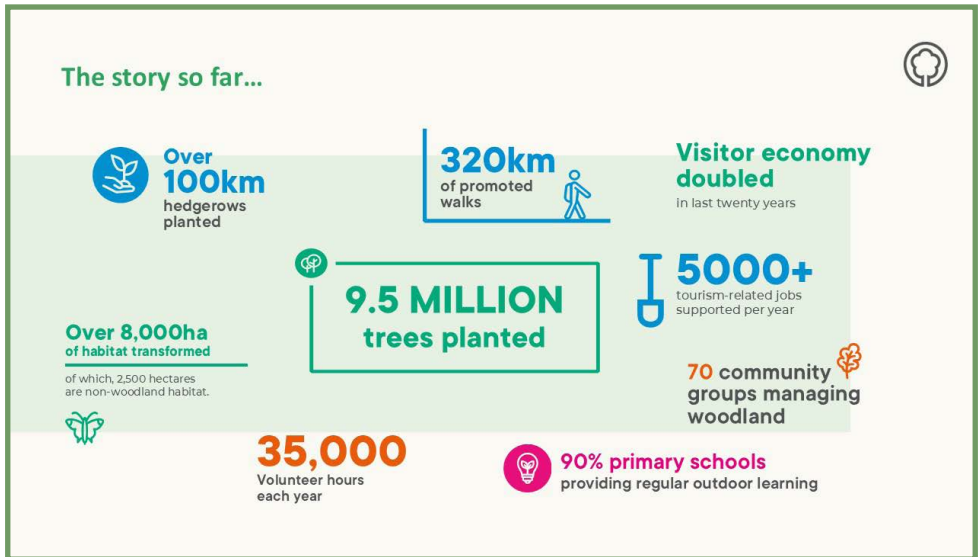 The story so far...
Over
100km
hedgerows
planted
320km
of promoted
walks
Visitor economy
doubled
in last twenty years
9.5 MILLION
trees planted
5000+
tourism-related jobs
supported per year
Over 8,000ha
of habitat transformed
of which, 2,500 hectares
are non-woodland habitat.
70 community
groups managing
woodland
35,000
Volunteer hours
each year
90% primary schools
providing regular outdoor learning